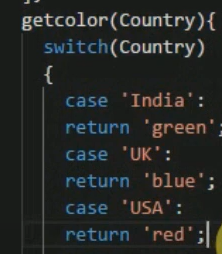 getcolor(Country){
switch(Country)
{
case 'India':
return 'green';
case 'UK':
return 'blue';
case 'USA':
return 'red';